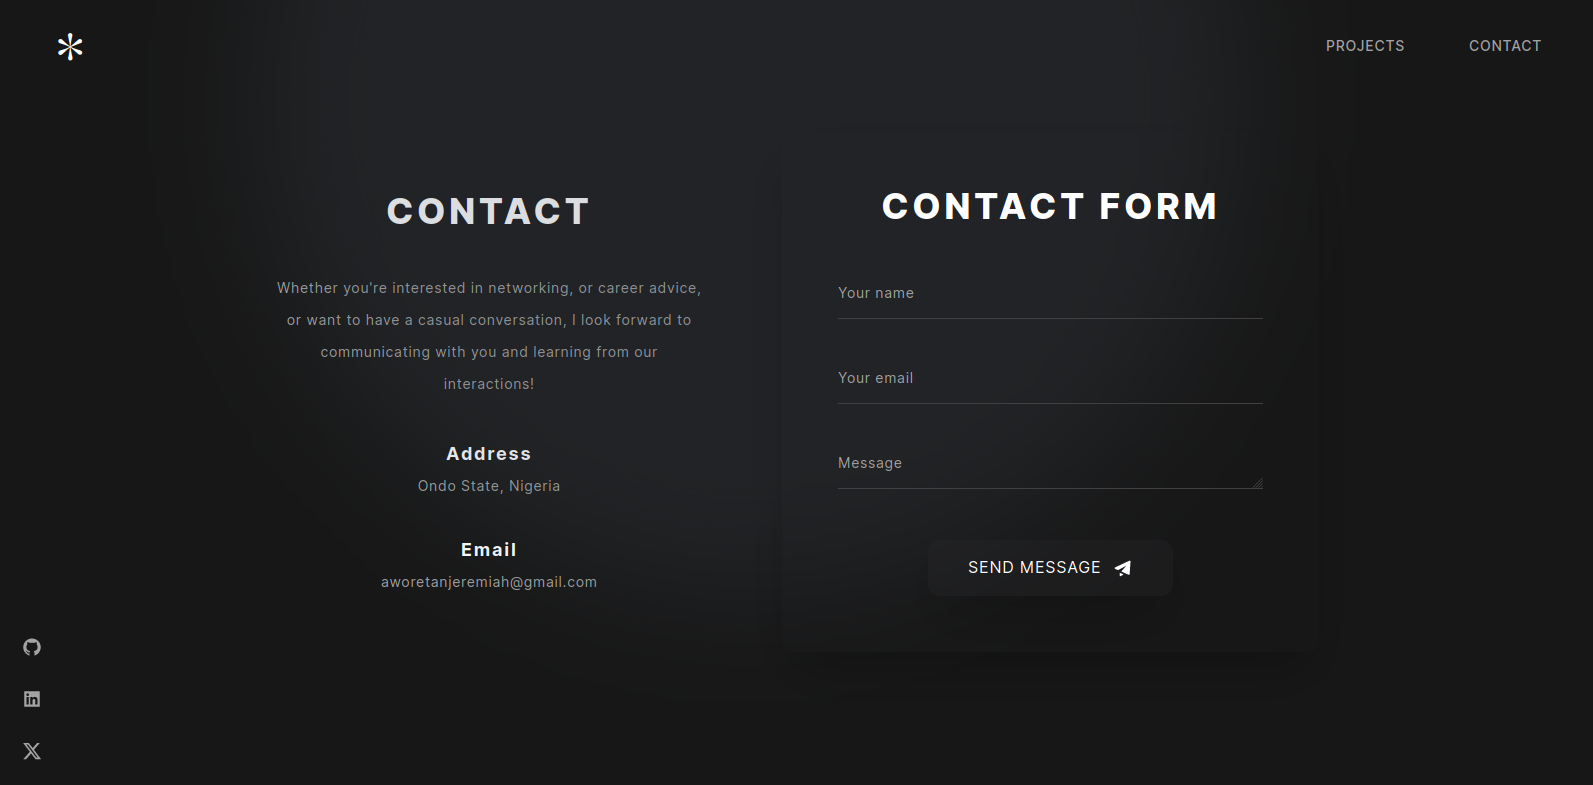 PROJECTS
CONTACT
CONTACT
Whether you're interested in networking, or career advice,
or want to have a casual conversation, I look forward to
communicating with you and learning from our
interactions!
Address
Ondo State, Nigeria
Email
aworetanjeremiah@gmail.com
CONTACT FORM
Your name
Your email
Message
SEND MESSAGE